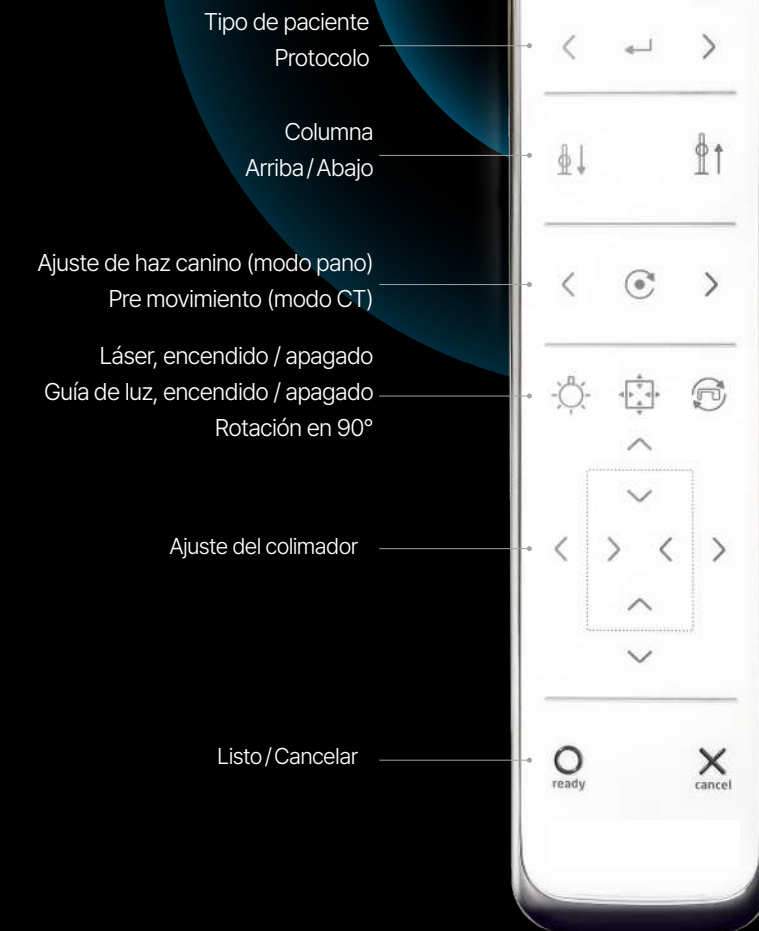 Tipo de paciente
Protocolo
Columna
Arriba / Abajo
Ajuste de haz canino (modo pano)
Pre movimiento (modo CT)
Láser, encendido / apagado
Guía de luz, encendido / apagado
Rotación en 90°
Ajuste del colimador
Listo / Cancelar
ready
cancel